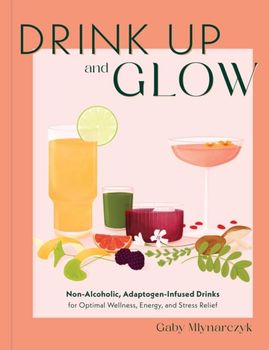 DRINK UP
and
GLOW
Non-Alcoholic, Adaptogen-Infused Drinks
for Optimal Wellness, Energy, and Stress Relief
Gaby Mlynarczyk